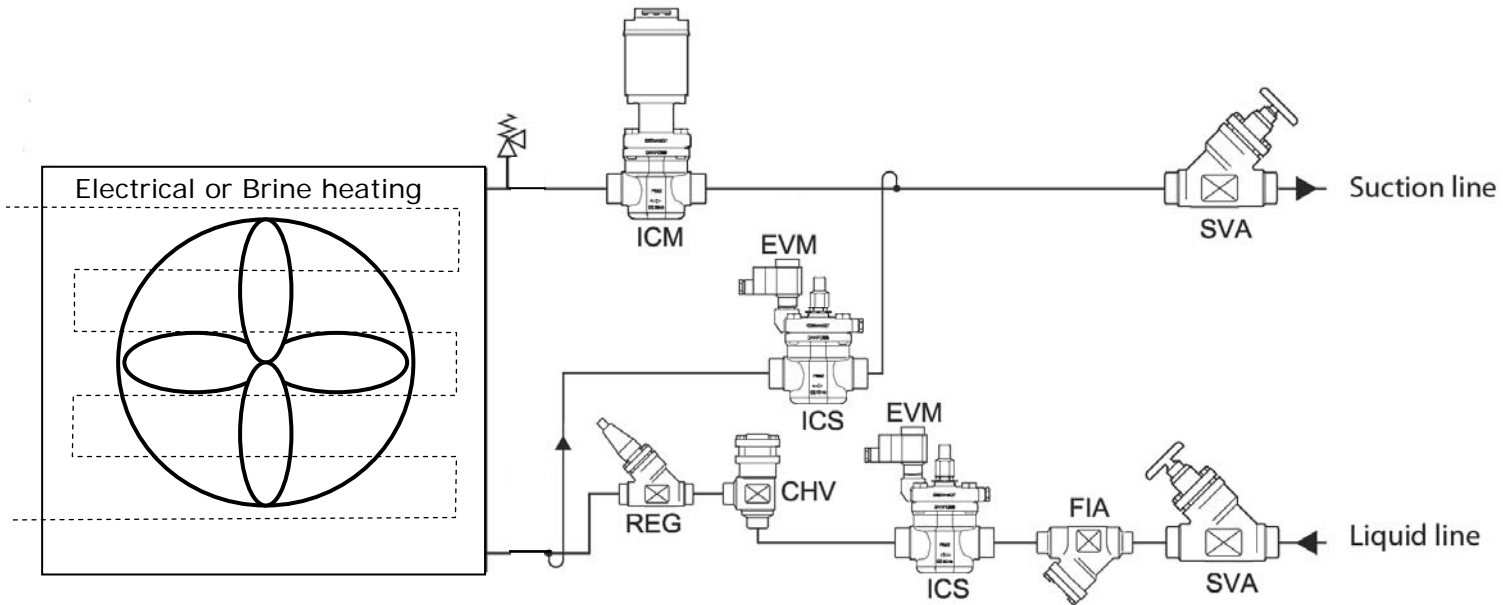 Electrical or Brine heating
ICM
SVA
Suction line
EVM
ICS
EVM
REG
CHV
FIA
ICS
SVA
Liquid line